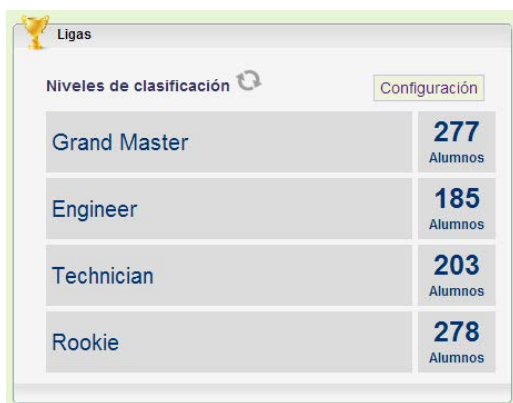 Ligas
Niveles de clasificación
Configuración
Grand Master
277
Alumnos
Engineer
185
Alumnos
Technician
203
Alumnos
Rookie
278
Alumnos